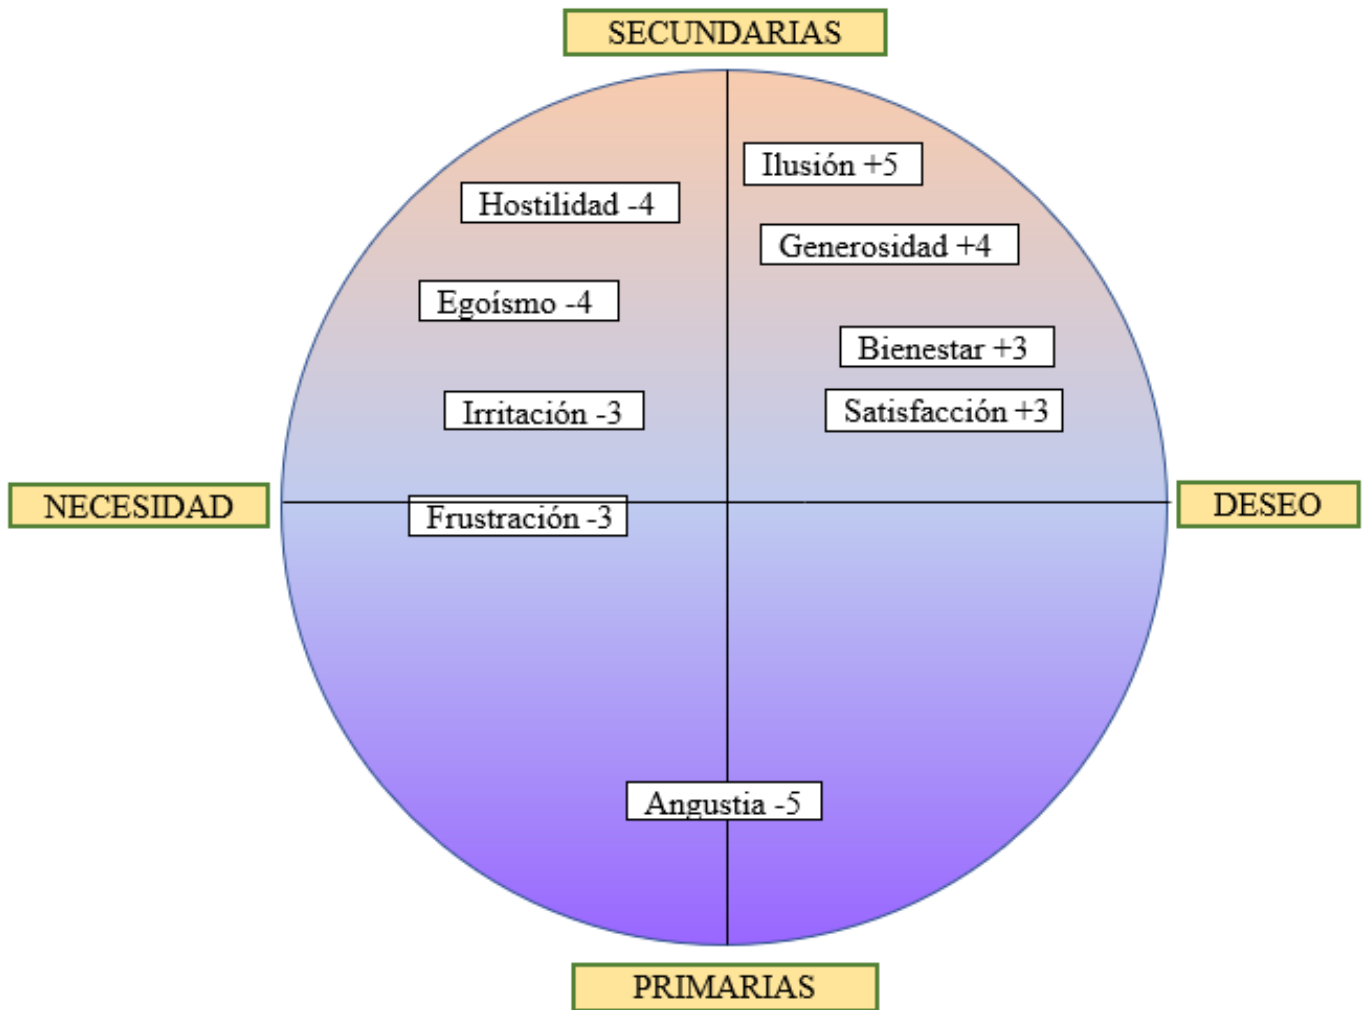 SECUNDARIAS
Ilusión +5
Hostilidad -4
Generosidad +4
Egoísmo -4
Bienestar +3
Irritación -3
Satisfacción +3
NECESIDAD
DESEO
Frustración -3
Angustia -5
PRIMARIAS